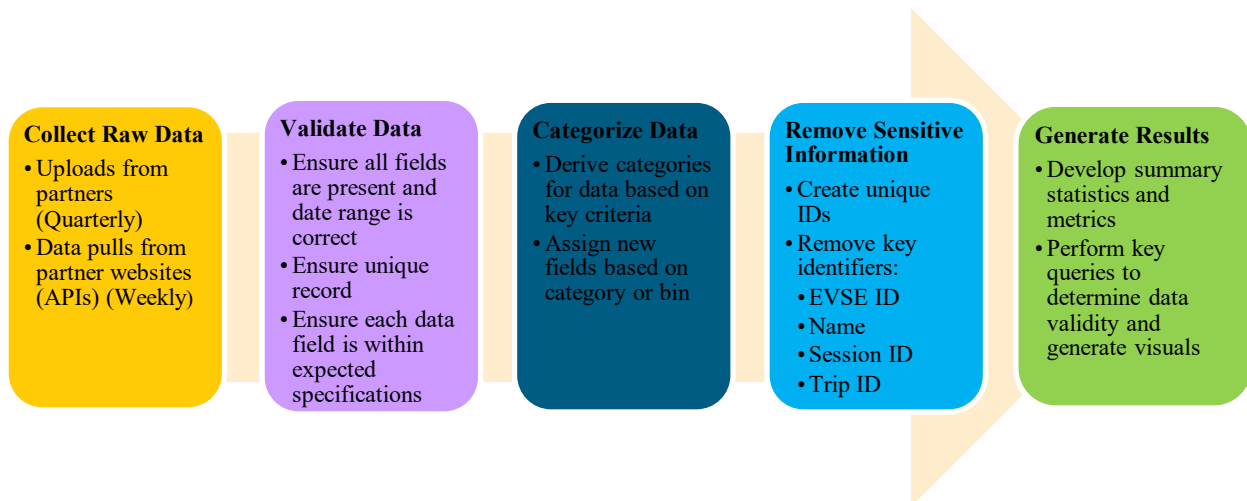 Collect Raw Data
• Uploads from
partners
(Quarterly)
• Data pulls from
partner websites
(APIs) (Weekly)
Validate Data
• Ensure all fields
are present and
date range is
correct
• Ensure unique
record
• Ensure each data
field is within
expected
specifications
Categorize Data
• Derive categories
for data based on
key criteria
• Assign new
fields based on
category or bin
Remove Sensitive
Information
• Create unique
IDs
• Remove key
identifiers:
• EVSE ID
• Name
• Session ID
• Trip ID
Generate Results
• Develop summary
statistics and
metrics
• Perform key
queries to
determine data
validity and
generate visuals